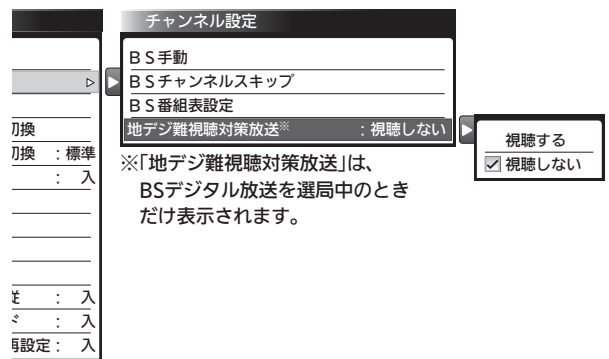 チャンネル設定
BS手動
BSチャンネルスキップ
BS番組表設定
地デジ難視聴対策放送※ :視聴しない
視聴する
視聴しない
※「地デジ難視聴対策放送」は、
BSデジタル放送を選局中のとき
だけ表示されます。
切換
切換 :標準
: 入
: 入
: 入
再設定: 入